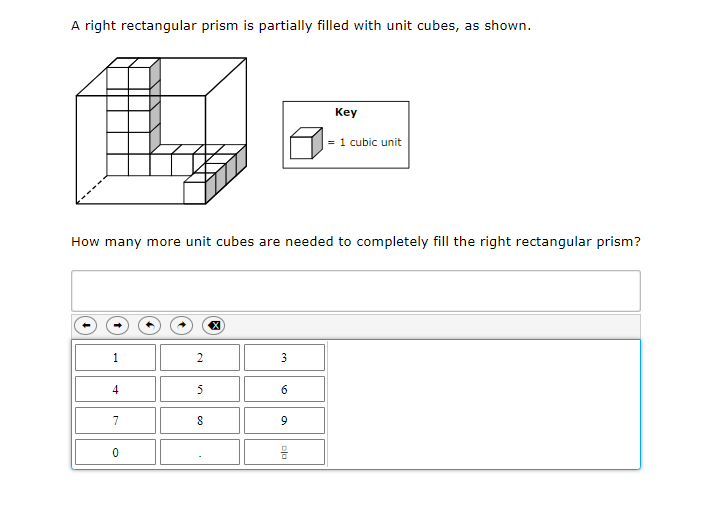 A right rectangular prism is partially filled with unit cubes, as shown.
Key
= 1 cubic unit
How many more unit cubes are needed to completely fill the right rectangular prism?
1 2 3
4 5 6
7 8 9
0 .